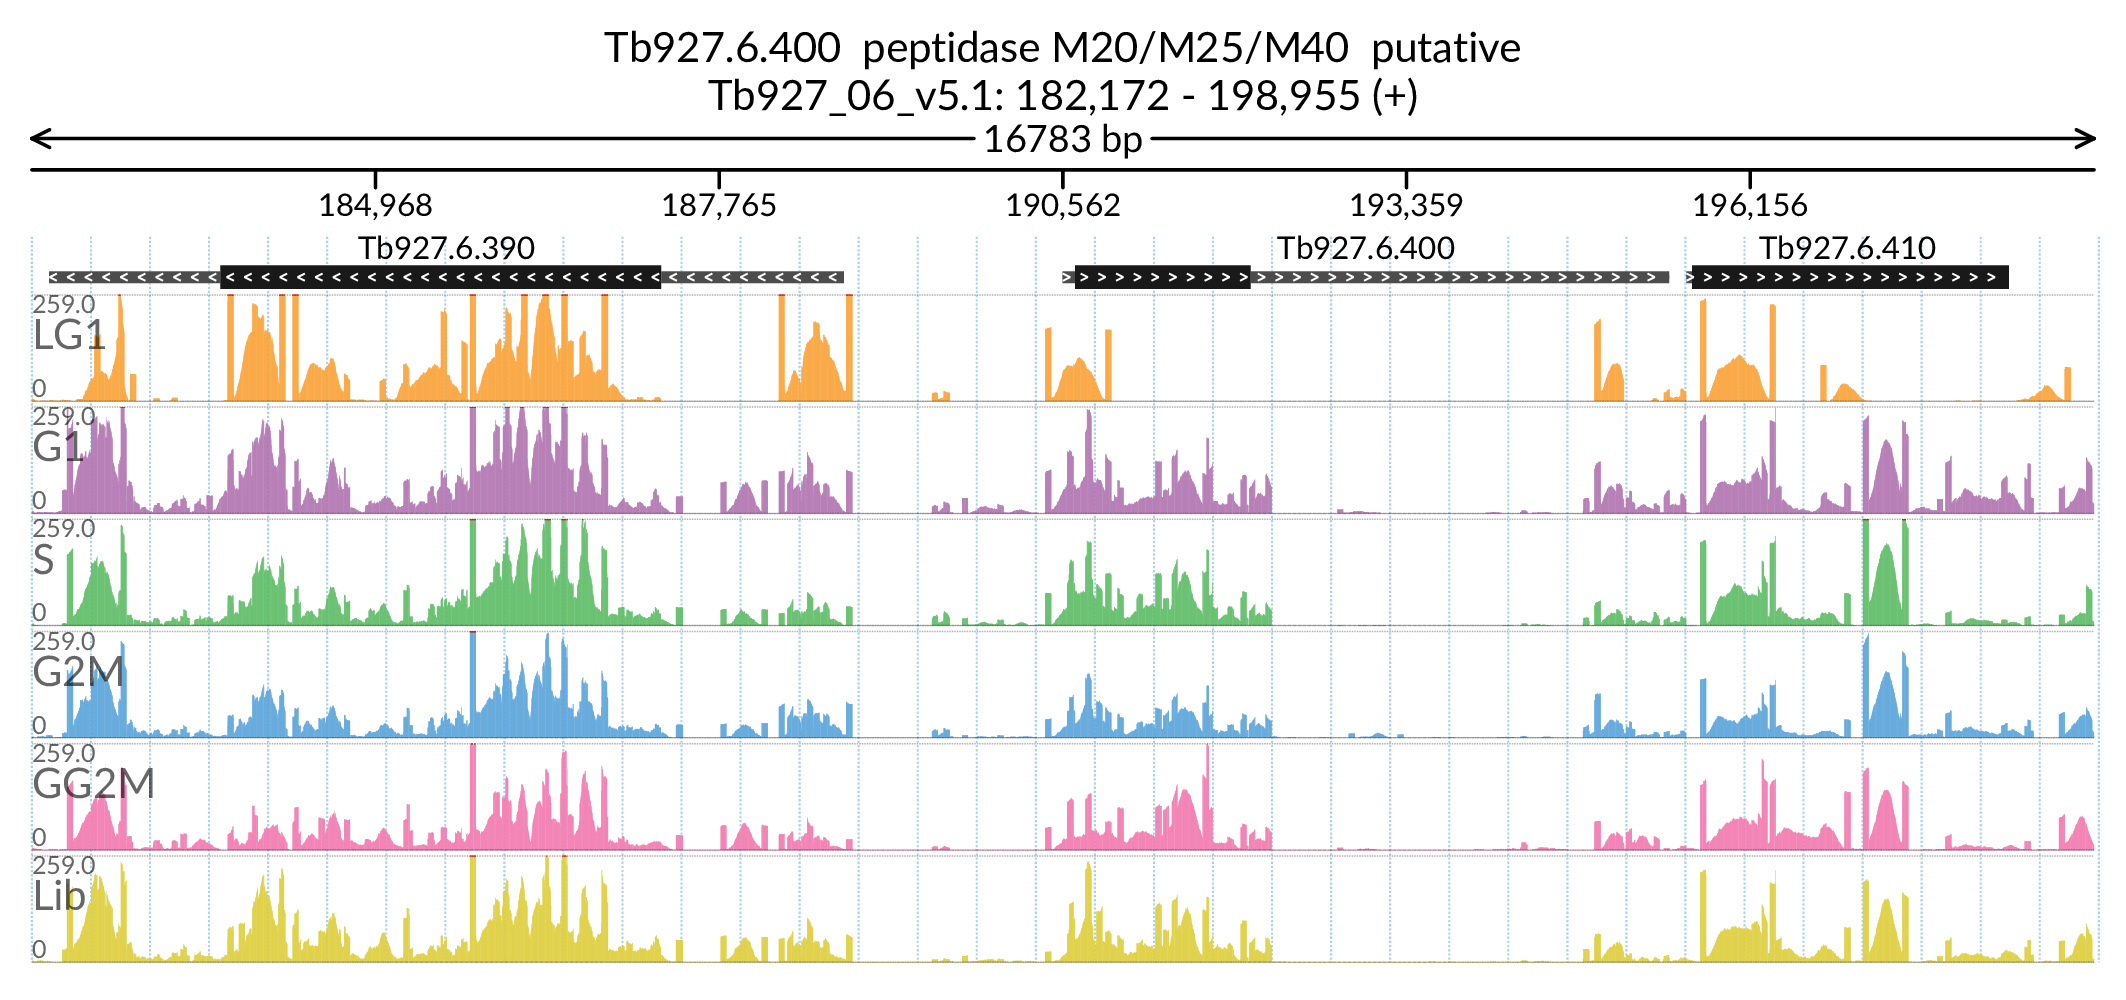 Tb927.6.400 peptidase M20/M25/M40 putative
Tb927_06_v5.1: 182,172 - 198,955 (+)
16783 bp
184,968 187,765 190,562 193,359 196,156
Tb927.6.390 Tb927.6.400 Tb927.6.410
259.0
LG1
0
259.0
G1
0
259.0
S
0
259.0
G2M
0
259.0
GG2M
0
259.0
Lib
0